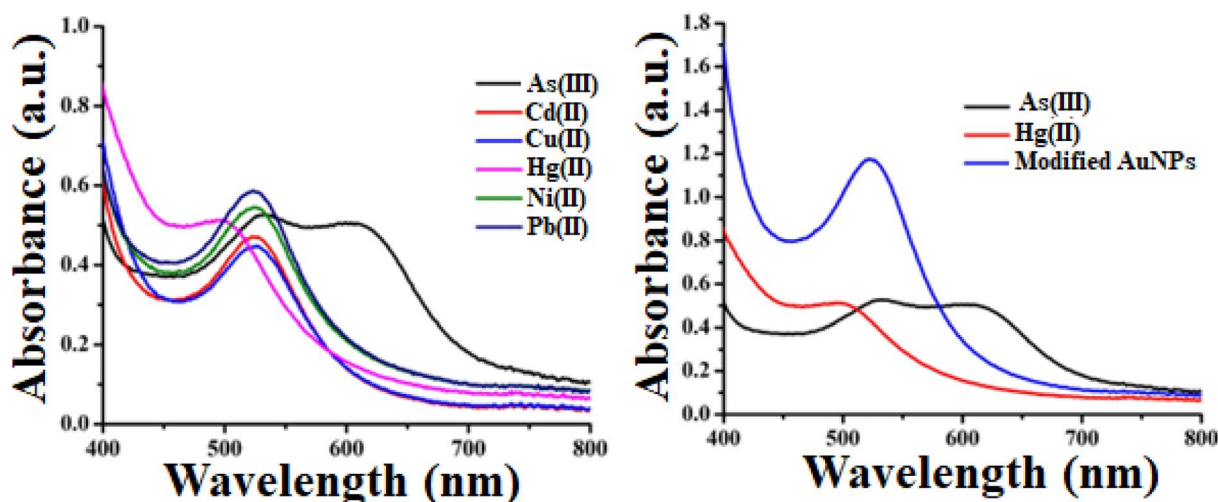 1.0
0.8
0.6
0.4
0.2
0.0
Absorbance (a.u.)
As(III)
Cd(II)
Cu(II)
Hg(II)
Ni(II)
Pb(II)
400 500 600 700 800
Wavelength (nm)
1.8
1.6
1.4
1.2
1.0
0.8
0.6
0.4
0.2
0.0
Absorbance (a.u.)
As(III)
Hg(II)
Modified AuNPs
400 500 600 700 800
Wavelength (nm)